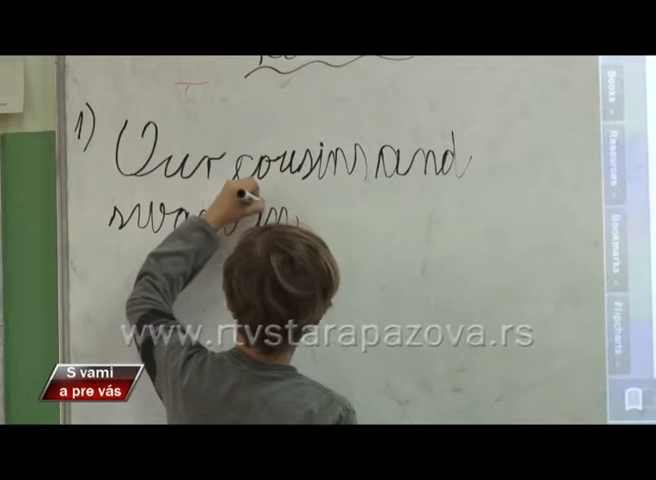 1) Our cousins and
www.rtvstarapazova.rs
S vami
a pre vás
Books
Resources
Bookmarks
Flipcharts